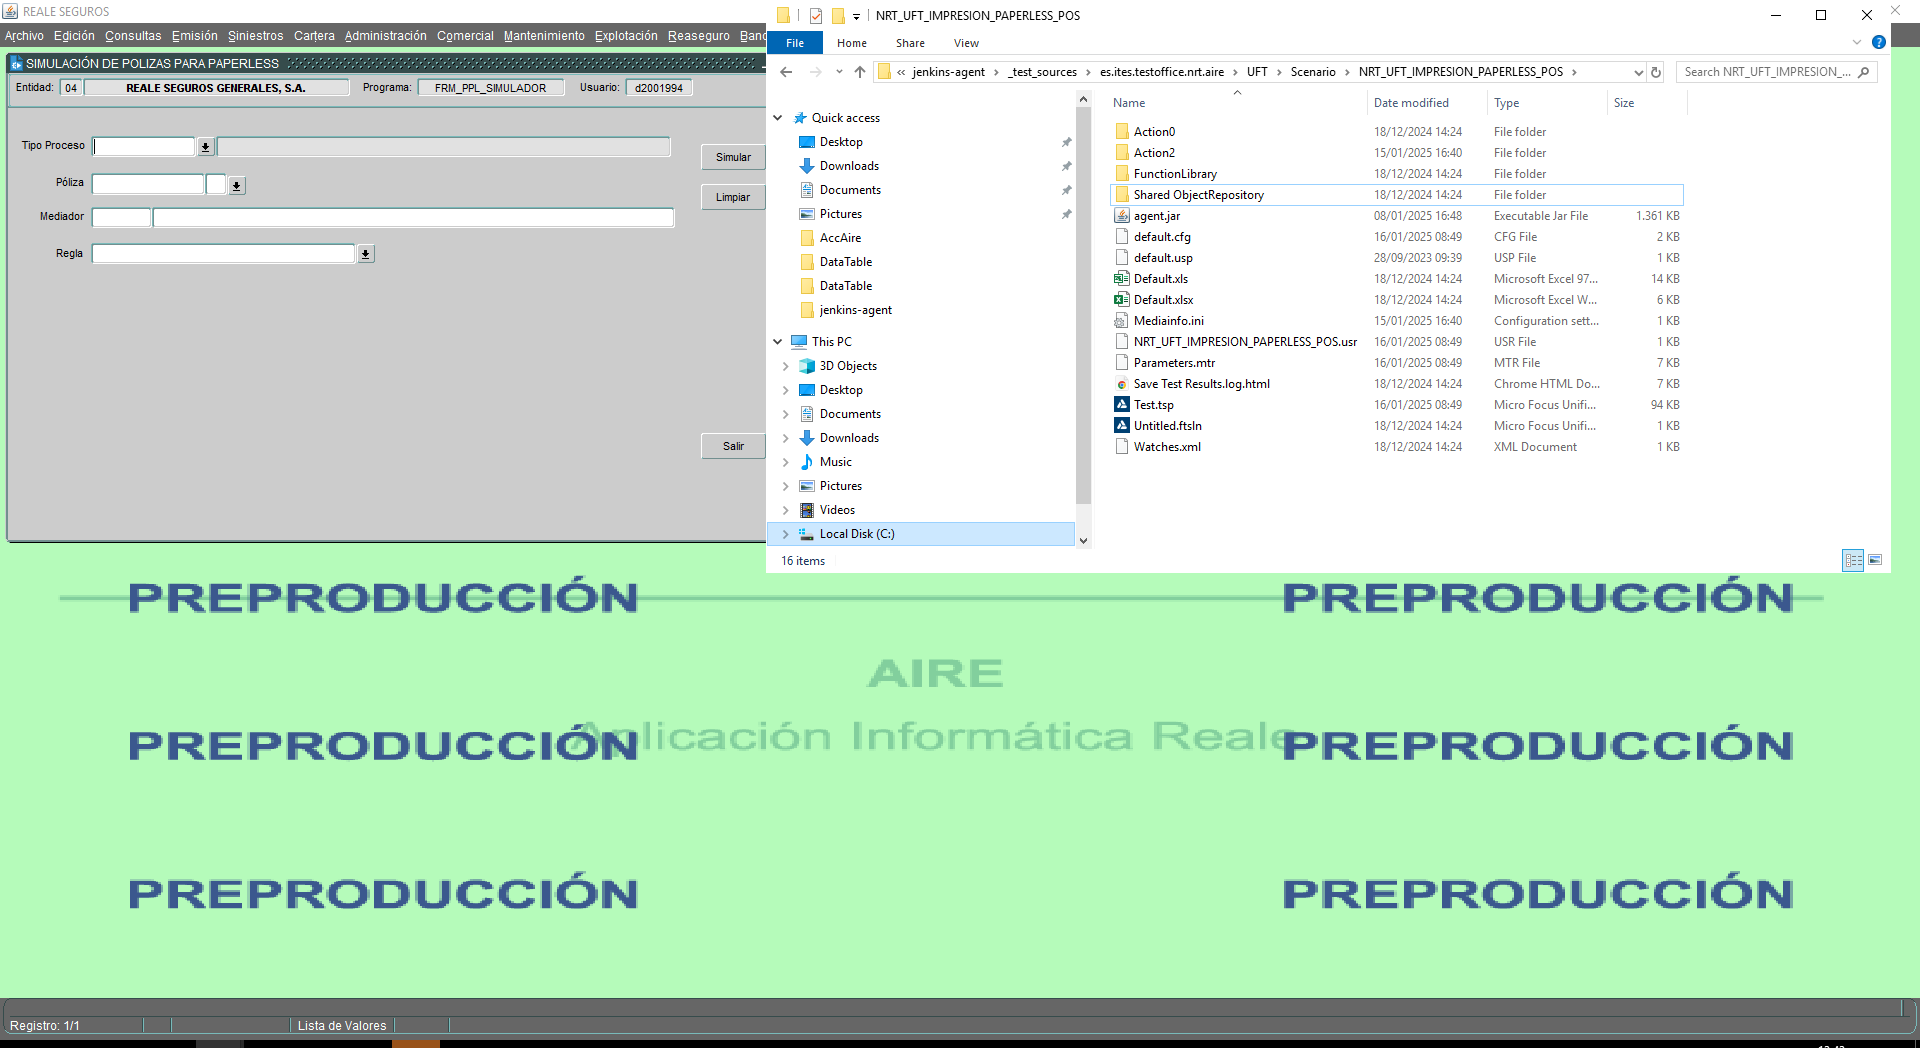 REALE SEGUROS
Archivo Edición Consultas Emisión Siniestros Cartera Administración Comercial Mantenimiento Explotación Reaseguro Banc
SIMULACIÓN DE POLIZAS PARA PAPERLESS
Entidad: 04 REALE SEGUROS GENERALES, S.A. Programa: FRM_PPL_SIMULADOR Usuario: d2001994
Tipo Proceso
Simular
Póliza
Limpiar
Mediador
Regla
Salir
NRT_UFT_IMPRESION_PAPERLESS_POS
File Home Share View
« jenkins-agent > _test_sources > es.ites.testoffice.nrt.aire > UFT > Scenario > NRT_UFT_IMPRESION_PAPERLESS_POS >
Search NRT_UFT_IMPRESION_...
Quick access
Desktop
Downloads
Documents
Pictures
AccAire
DataTable
DataTable
jenkins-agent
This PC
3D Objects
Desktop
Documents
Downloads
Music
Pictures
Videos
Local Disk (C:)
Name Date modified Type Size
Action0 18/12/2024 14:24 File folder
Action2 15/01/2025 16:40 File folder
FunctionLibrary 18/12/2024 14:24 File folder
Shared ObjectRepository 18/12/2024 14:24 File folder
agent.jar 08/01/2025 16:48 Executable Jar File 1.361 KB
default.cfg 16/01/2025 08:49 CFG File 2 KB
default.usp 28/09/2023 09:39 USP File 1 KB
Default.xls 18/12/2024 14:24 Microsoft Excel 97... 14 KB
Default.xlsx 18/12/2024 14:24 Microsoft Excel W... 6 KB
Mediainfo.ini 15/01/2025 16:40 Configuration sett... 1 KB
NRT_UFT_IMPRESION_PAPERLESS_POS.usr 16/01/2025 08:49 USR File 1 KB
Parameters.mtr 16/01/2025 08:49 MTR File 7 KB
Save Test Results.log.html 18/12/2024 14:24 Chrome HTML Do... 7 KB
Test.tsp 16/01/2025 08:49 Micro Focus Unifi... 94 KB
Untitled.ftsln 18/12/2024 14:24 Micro Focus Unifi... 1 KB
Watches.xml 18/12/2024 14:24 XML Document 1 KB
16 items
PREPRODUCCIÓN PREPRODUCCIÓN
AIRE
Aplicación Informática Reale
PREPRODUCCIÓN PREPRODUCCIÓN
PREPRODUCCIÓN PREPRODUCCIÓN
Registro: 1/1 Lista de Valores